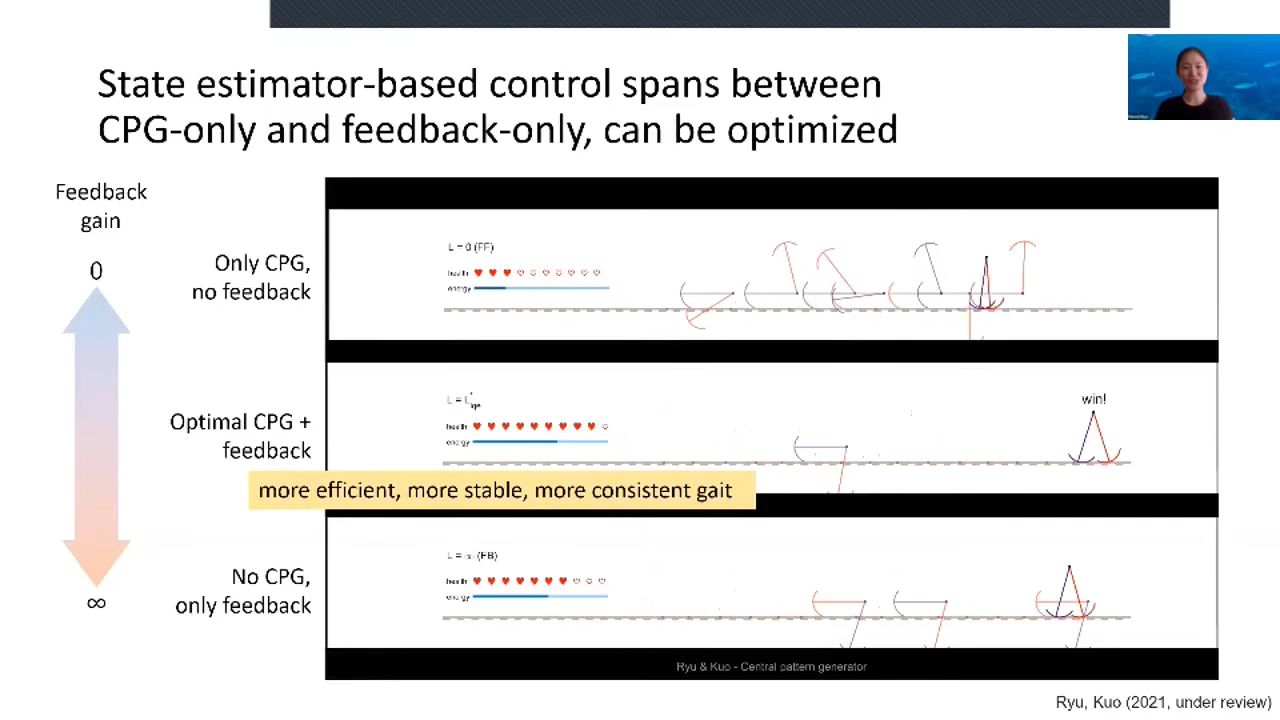 State estimator-based control spans between
CPG-only and feedback-only, can be optimized
Feedback
gain
0
∞
Only CPG,
no feedback
L = 0 (FF)
health
energy
Optimal CPG +
feedback
L = L*lqe
health
energy
win!
more efficient, more stable, more consistent gait
No CPG,
only feedback
L = -∞- (FB)
health
energy
Ryu & Kuo - Central pattern generator
Ryu, Kuo (2021, under review)